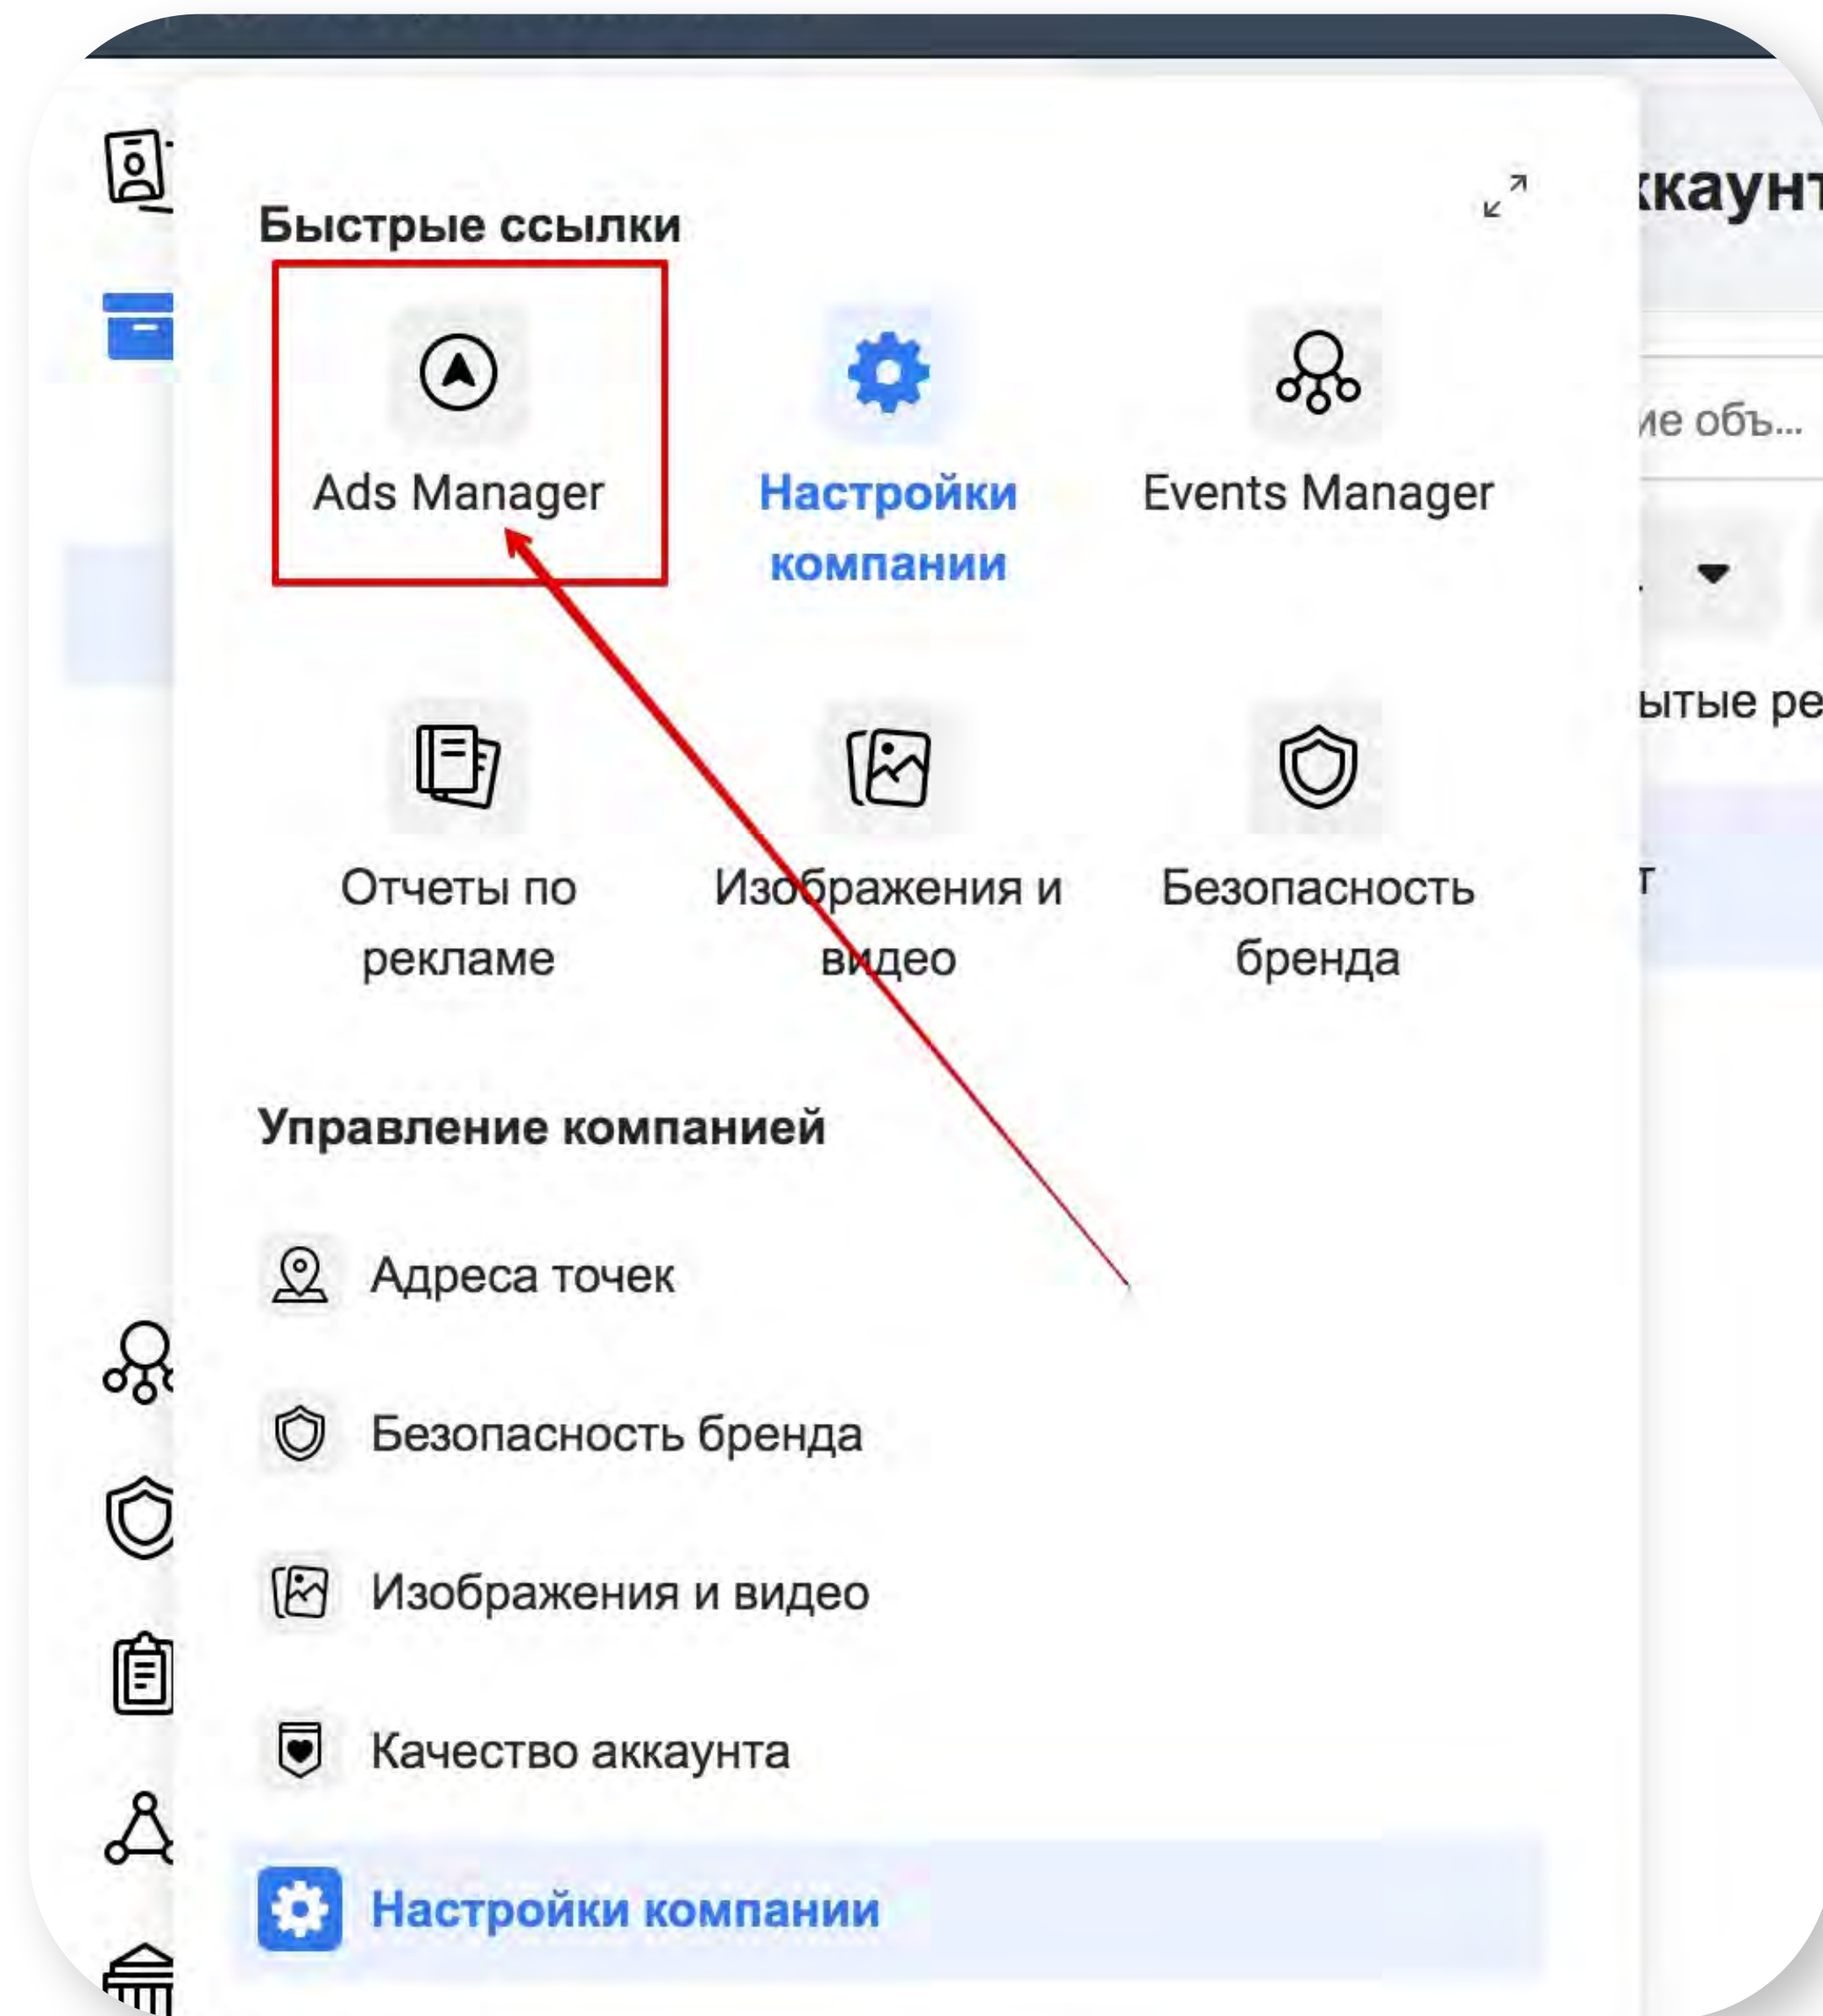 Быстрые ссылки
Ads Manager
Настройки
компании
Events Manager
Отчеты по
рекламе
Изображения и
видео
Безопасность
бренда
Управление компанией
Адреса точек
Безопасность бренда
Изображения и видео
Качество аккаунта
Настройки компании